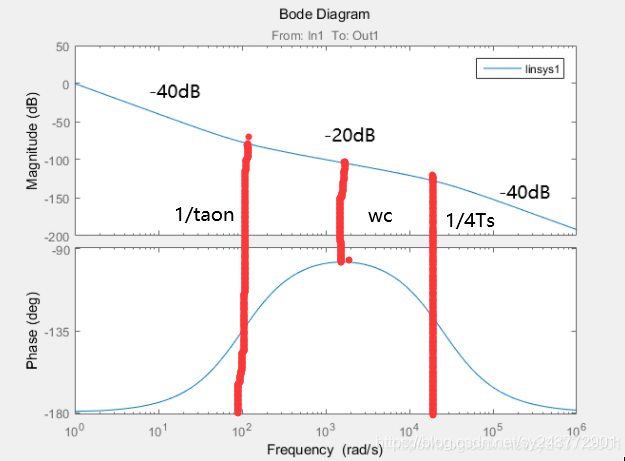 Bode Diagram
From: In1 To: Out1
Magnitude (dB)
50
0
-50
-100
-150
-200
linsys1
-40dB
-20dB
-40dB
1/taon
wc
1/4Ts
Phase (deg)
-90
-135
-180
10^0
10^1
10^2
10^3
10^4
10^5
10^6
Frequency (rad/s)